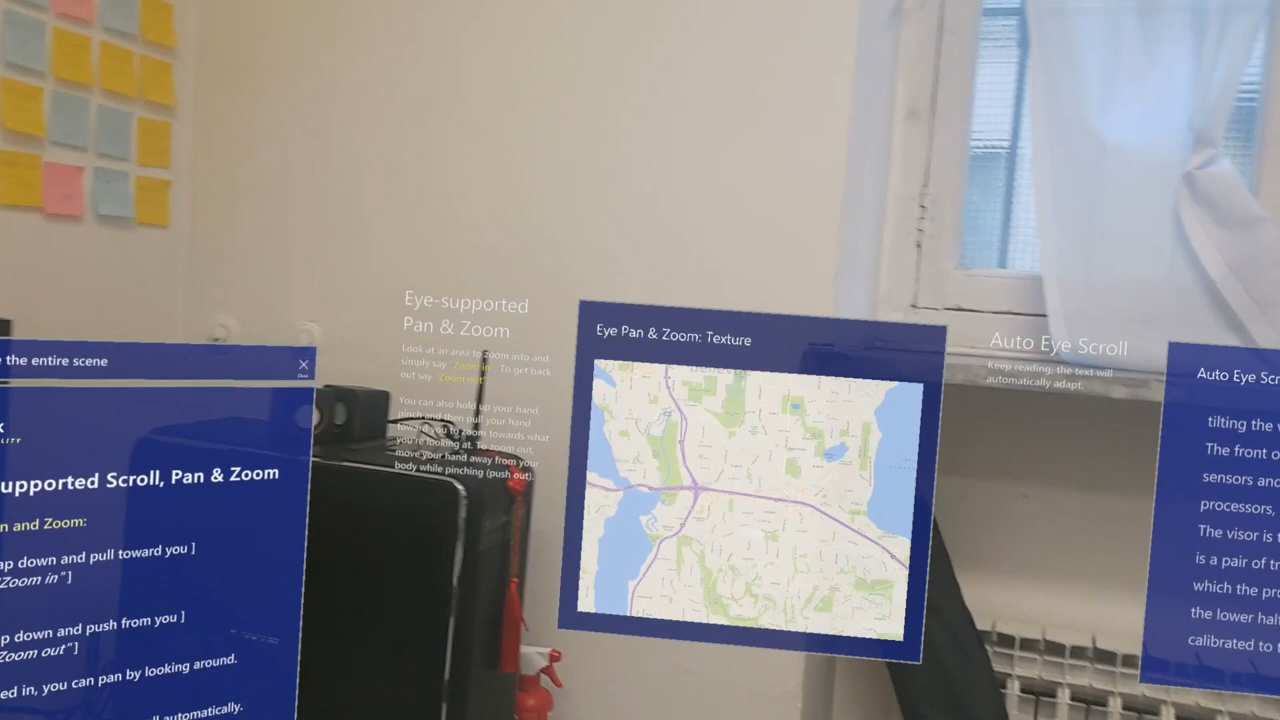 the entire scene
Close
upported Scroll, Pan & Zoom
n and Zoom:
ap down and pull toward you ]
Zoom in"]
p down and push from you ]
Zoom out"]
ed in, you can pan by looking around.
automatically.
Eye-supported
Pan & Zoom
Look at an area to zoom into and
simply say "Zoom in". To get back
out say "Zoom out"
You can also hold up your hand,
pinch and then pull your hand
toward you to zoom towards what
you're looking at. To zoom out,
move your hand away from your
body while pinching (push out).
Eye Pan & Zoom: Texture
Auto Eye Scroll
Keep reading, the text will
automatically adapt.
Auto Eye Scr
tilting the
The front o
sensors and
processors,
The visor is t
is a pair of tr
which the pro
the lower half
calibrated to t